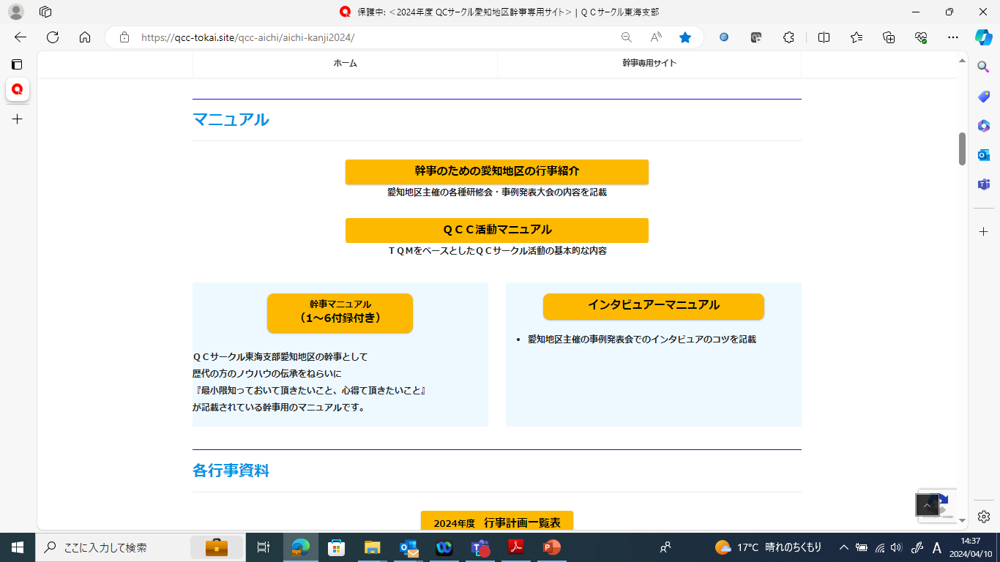 保護中: ＜2024年度 QCサークル愛知地区幹事専用サイト＞ | ＱＣサークル東海支部
https://qcc-tokai.site/qcc-aichi/aichi-kanji2024/
ホーム
幹事専用サイト
マニュアル
幹事のための愛知地区の行事紹介
愛知地区主催の各種研修会・事例発表大会の内容を記載
ＱＣＣ活動マニュアル
ＴＱＭをベースとしたＱＣサークル活動の基本的な内容
幹事マニュアル
（1～6付録付き）
ＱＣサークル東海支部愛知地区の幹事として
歴代の方のノウハウの伝承をねらいに
『最小限知っておいて頂きたいこと、心得て頂きたいこと』
が記載されている幹事用のマニュアルです。
インタビュアーマニュアル
• 愛知地区主催の事例発表会でのインタビュアのコツを記載
各行事資料
2024年度 行事計画一覧表
ここに入力して検索
17°C 晴れのちくもり
A
14:37
2024/04/10